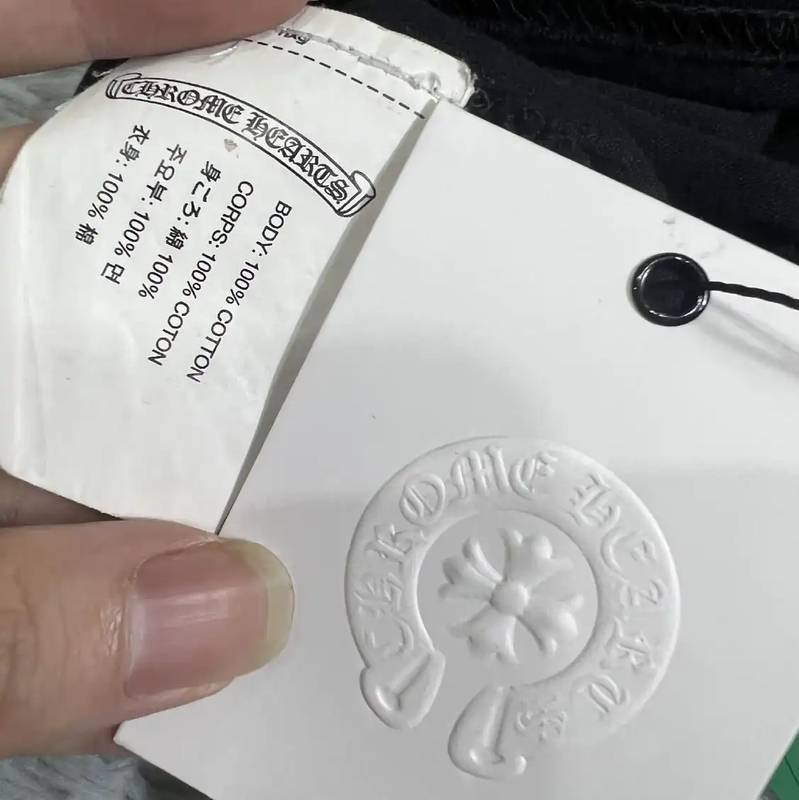 CHROME HEARTS
BODY: 100% COTTON
CORPS: 100% COTON
身ごろ: 綿 100%
주요부: 100% 면
衣身: 100% 棉
CHROME HEARTS